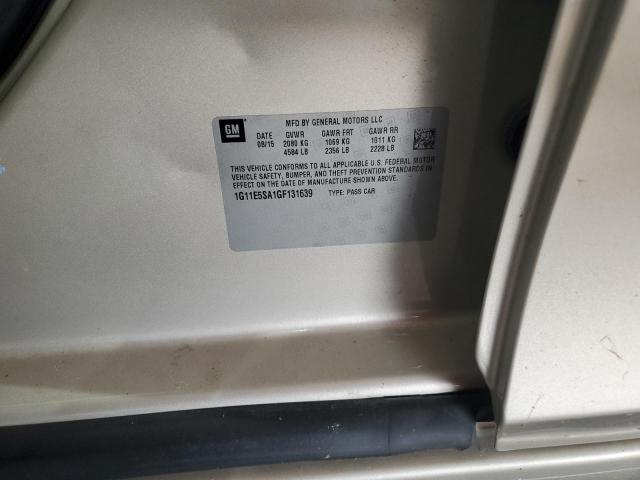 GM
MFD BY GENERAL MOTORS LLC
DATE GVWR GAWR FRT GAWR RR
08/15 2080 KG 1069 KG 1011 KG
4584 LB 2356 LB 2228 LB
THIS VEHICLE CONFORMS TO ALL APPLICABLE U.S. FEDERAL MOTOR
VEHICLE SAFETY, BUMPER, AND THEFT PREVENTION STANDARDS IN
EFFECT ON THE DATE OF MANUFACTURE SHOWN ABOVE.
1G11E5SA1GF131639 TYPE: PASS CAR